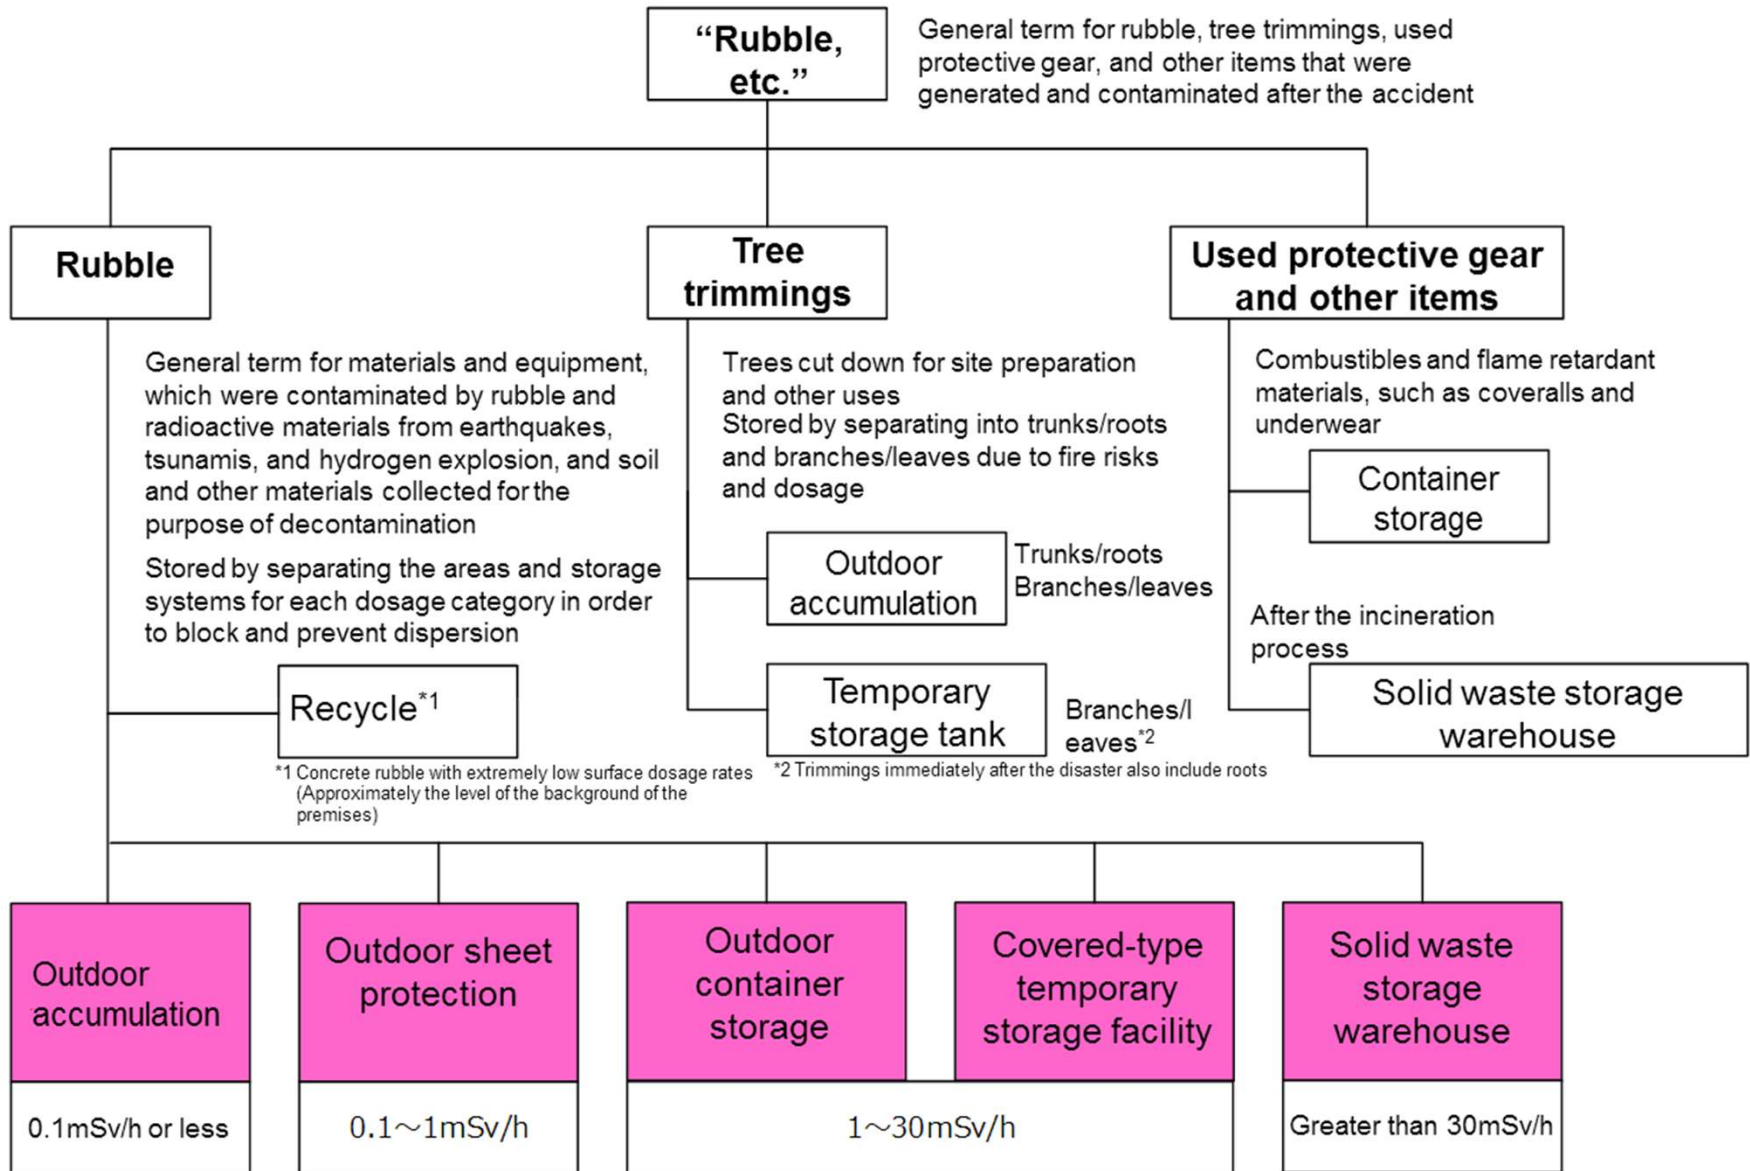 “Rubble,
etc.”
General term for rubble, tree trimmings, used
protective gear, and other items that were
generated and contaminated after the accident
Rubble
General term for materials and equipment,
which were contaminated by rubble and
radioactive materials from earthquakes,
tsunamis, and hydrogen explosion, and soil
and other materials collected for the
purpose of decontamination
Stored by separating the areas and storage
systems for each dosage category in order
to block and prevent dispersion
Recycle*1
*1 Concrete rubble with extremely low surface dosage rates
(Approximately the level of the background of the
premises)
Tree
trimmings
Trees cut down for site preparation
and other uses
Stored by separating into trunks/roots
and branches/leaves due to fire risks
and dosage
Outdoor
accumulation
Trunks/roots
Branches/leaves
Temporary
storage tank
Branches/l
eaves*2
*2 Trimmings immediately after the disaster also include roots
Used protective gear
and other items
Combustibles and flame retardant
materials, such as coveralls and
underwear
Container
storage
After the incineration
process
Solid waste storage
warehouse
Outdoor
accumulation
0.1mSv/h or less
Outdoor sheet
protection
0.1～1mSv/h
Outdoor
container
storage
Covered-type
temporary
storage facility
1～30mSv/h
Solid waste
storage
warehouse
Greater than 30mSv/h